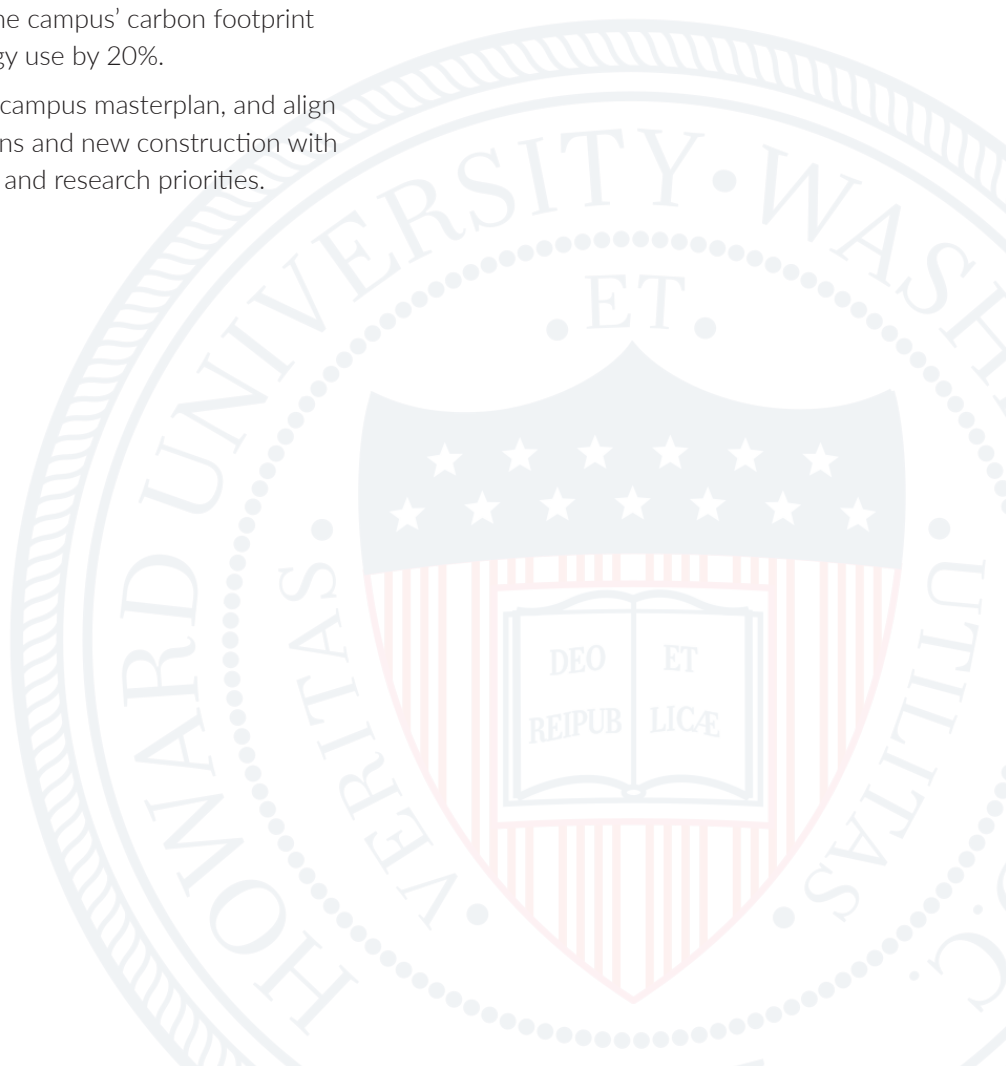 ne campus’ carbon footprint
gy use by 20%.
campus masterplan, and align
ns and new construction with
and research priorities.
HOWARD UNIVERSITY • WASH
ET
VERITAS
UTILITAS
DEO ET
REIPUB LICÆ
C.